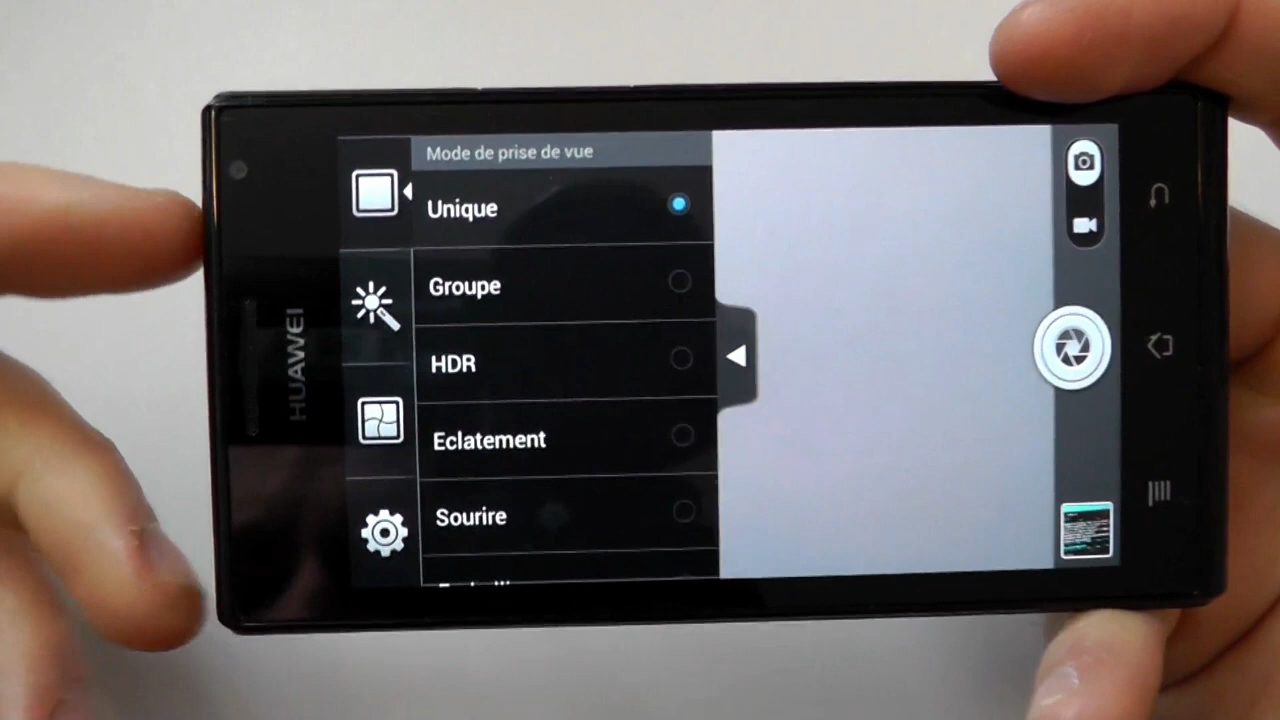 HUAWEI
Mode de prise de vue
Unique
Groupe
HDR
Eclatement
Sourire